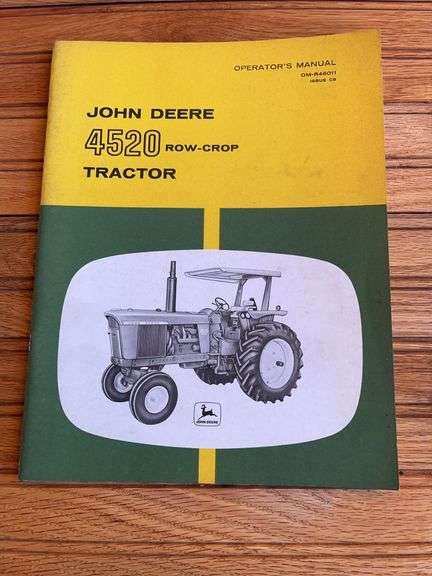 OPERATOR'S MANUAL
OM-R46011
ISSUE C9
JOHN DEERE
4520 ROW-CROP
TRACTOR
JOHN DEERE